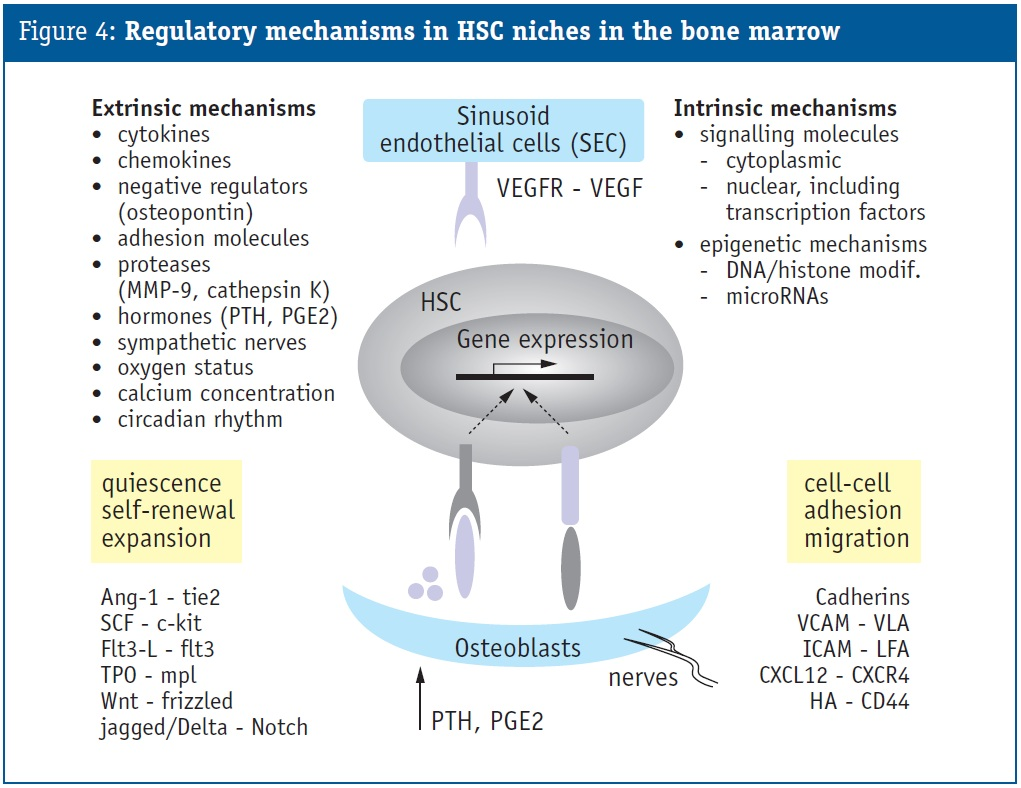 Figure 4: Regulatory mechanisms in HSC niches in the bone marrow
Extrinsic mechanisms
• cytokines
• chemokines
• negative regulators
(osteopontin)
• adhesion molecules
• proteases
(MMP-9, cathepsin K)
• hormones (PTH, PGE2)
• sympathetic nerves
• oxygen status
• calcium concentration
• circadian rhythm
Sinusoid
endothelial cells (SEC)
VEGFR - VEGF
Intrinsic mechanisms
• signalling molecules
- cytoplasmic
- nuclear, including
transcription factors
• epigenetic mechanisms
- DNA/histone modif.
- microRNAs
HSC
Gene expression
quiescence
self-renewal
expansion
cell-cell
adhesion
migration
Ang-1 - tie2
SCF - c-kit
Flt3-L - flt3
TPO - mpl
Wnt - frizzled
jagged/Delta - Notch
Osteoblasts
nerves
PTH, PGE2
Cadherins
VCAM - VLA
ICAM - LFA
CXCL12 - CXCR4
HA - CD44